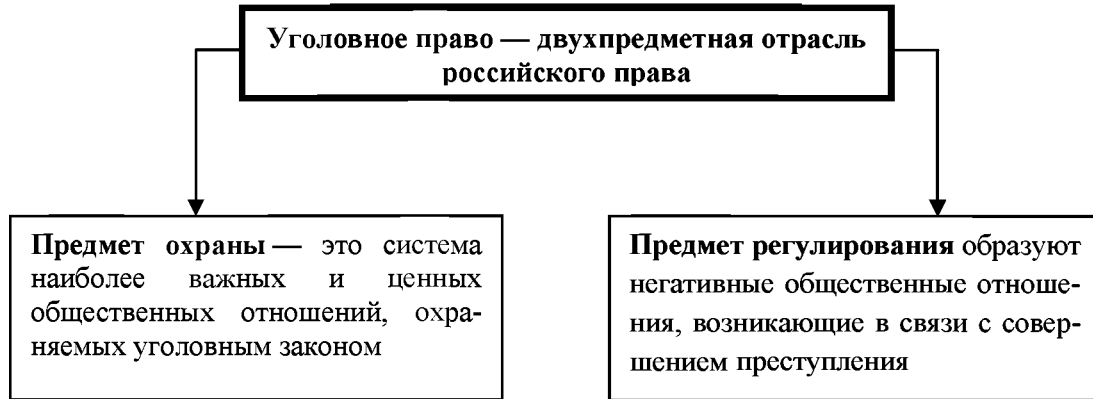 Уголовное право — двухпредметная отрасль
российского права
Предмет охраны — это система
наиболее важных и ценных
общественных отношений, охра-
няемых уголовным законом
Предмет регулирования образуют
негативные общественные отноше-
ния, возникающие в связи с совер-
шением преступления